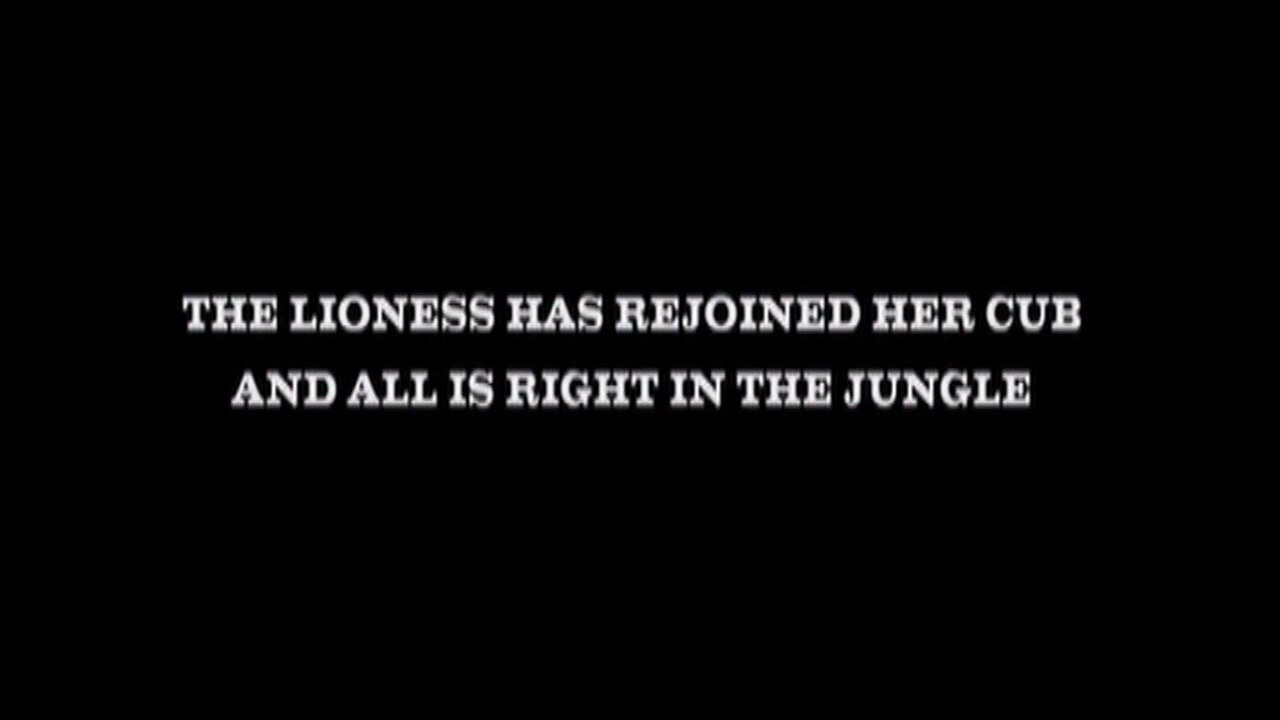 THE LIONESS HAS REJOINED HER CUB
AND ALL IS RIGHT IN THE JUNGLE